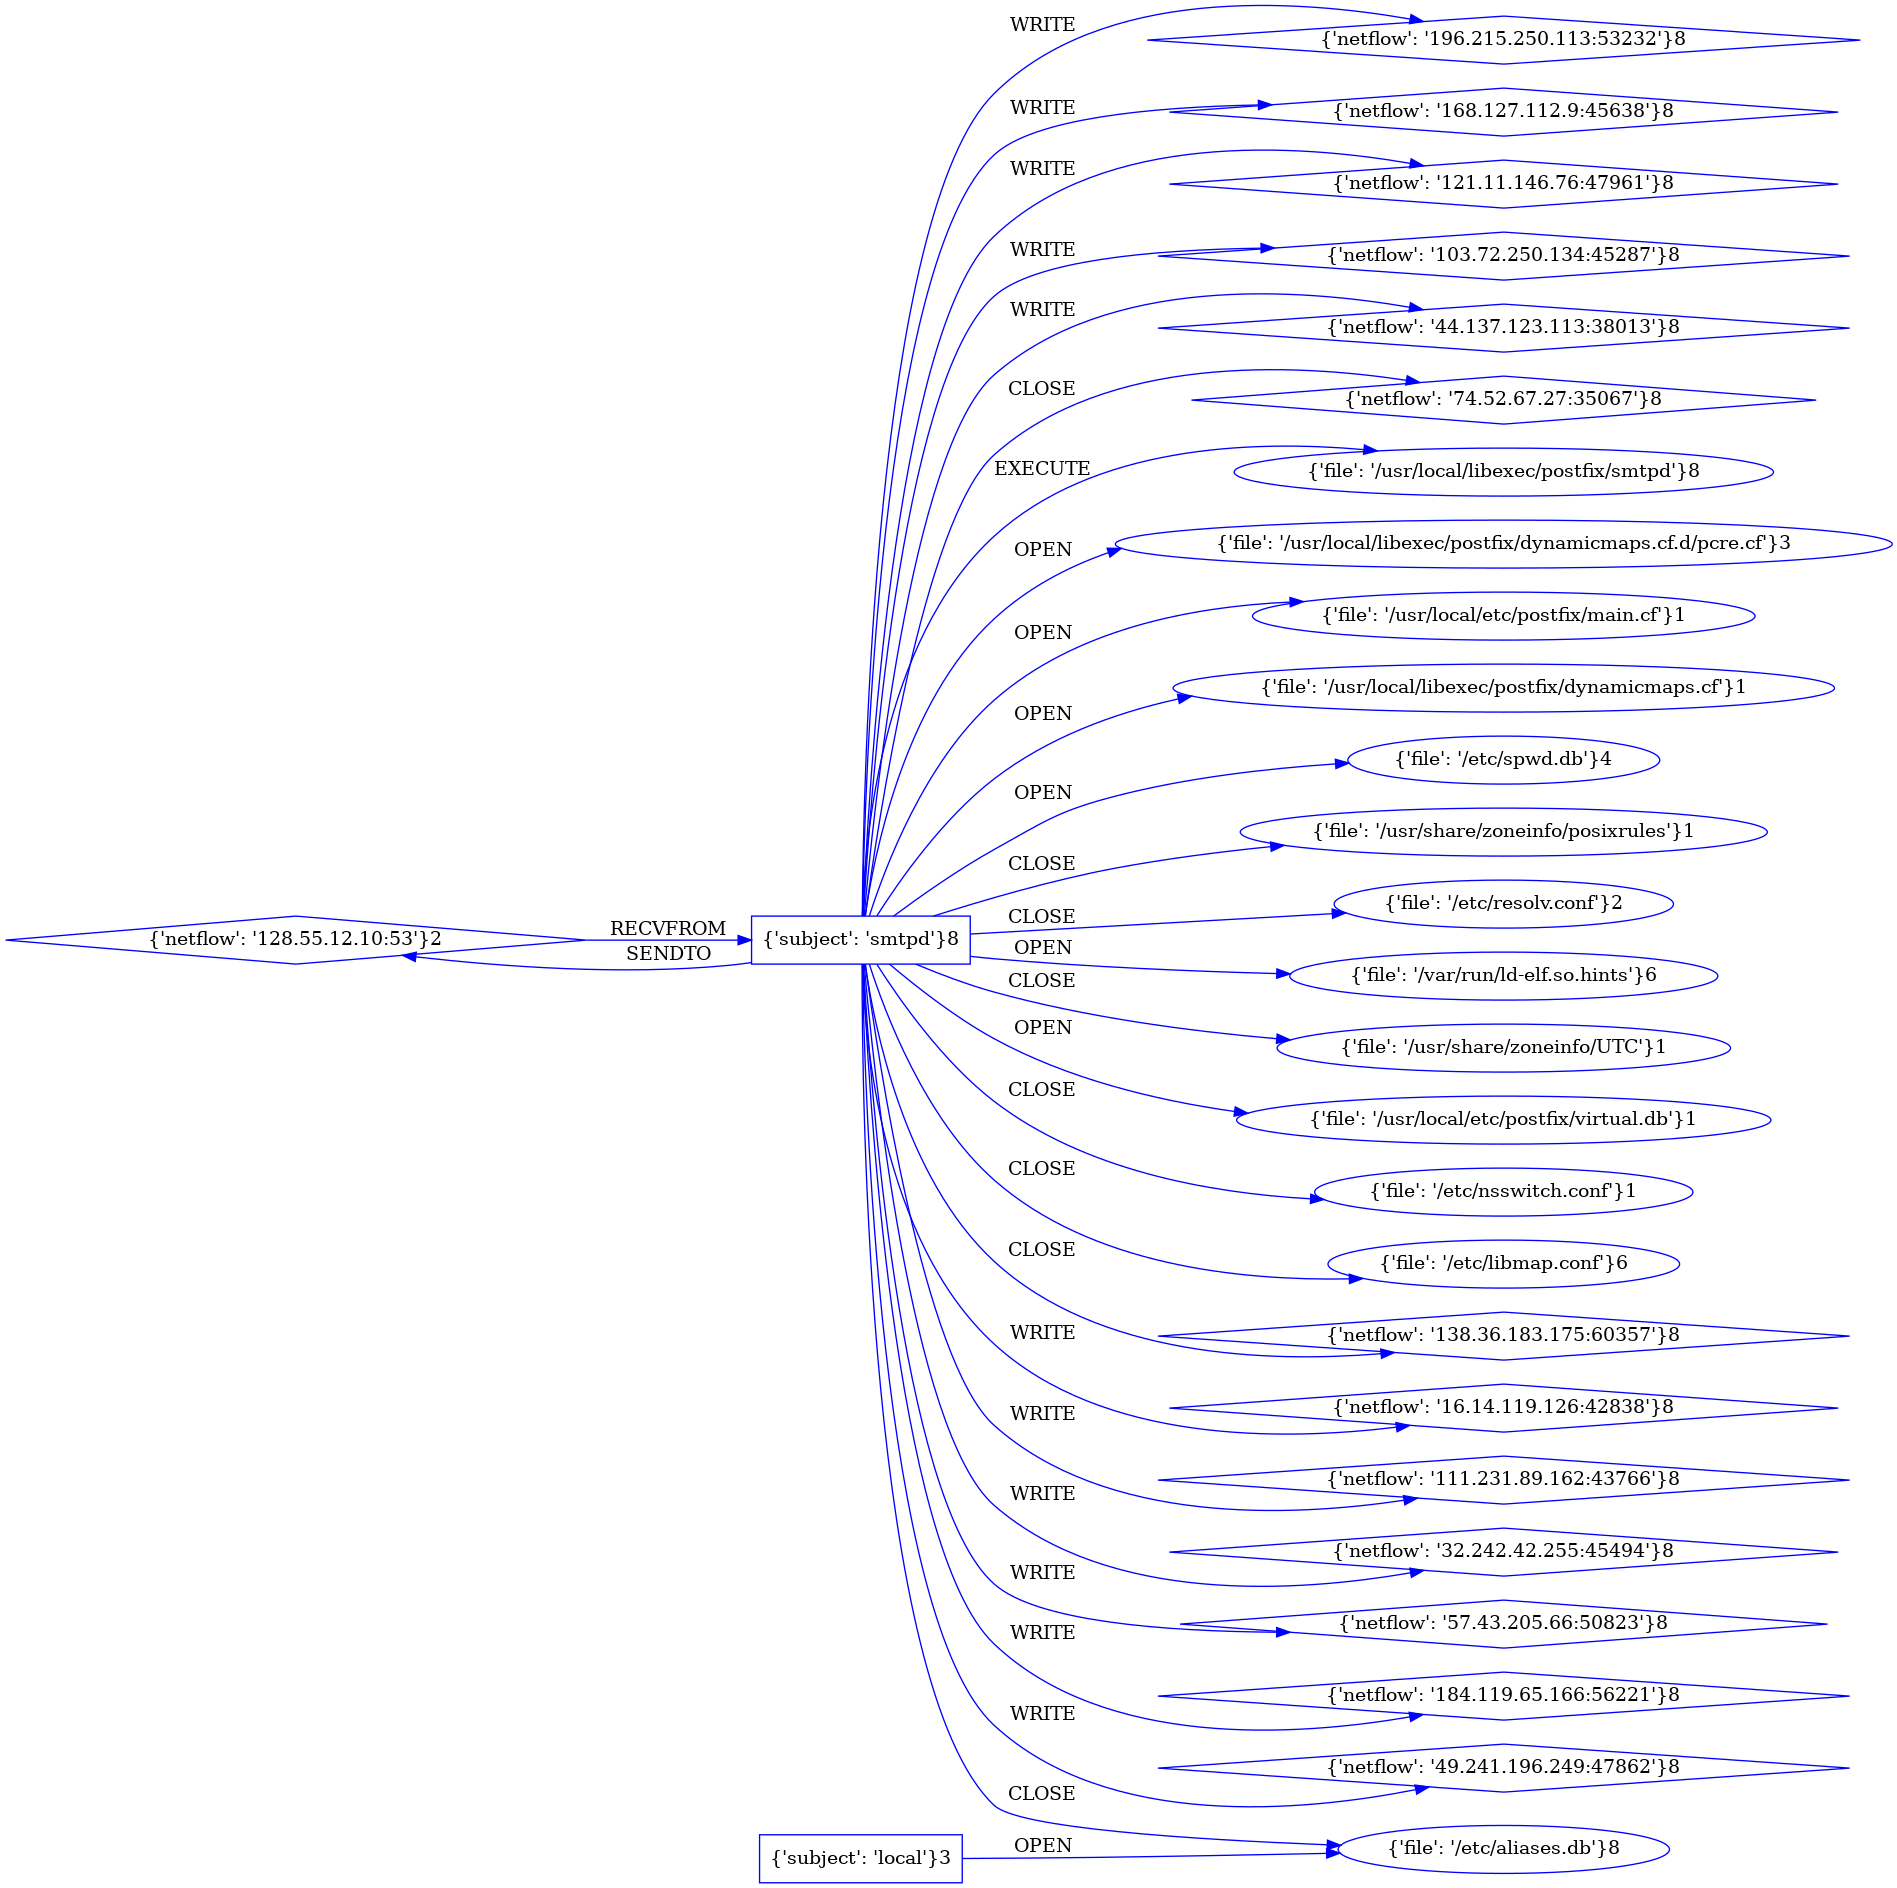 WRITE
{'netflow': '196.215.250.113:53232'}8
WRITE
{'netflow': '168.127.112.9:45638'}8
WRITE
{'netflow': '121.11.146.76:47961'}8
WRITE
{'netflow': '103.72.250.134:45287'}8
WRITE
{'netflow': '44.137.123.113:38013'}8
CLOSE
{'netflow': '74.52.67.27:35067'}8
EXECUTE
{'file': '/usr/local/libexec/postfix/smtpd'}8
OPEN
{'file': '/usr/local/libexec/postfix/dynamicmaps.cf.d/pcre.cf'}3
OPEN
{'file': '/usr/local/etc/postfix/main.cf'}1
OPEN
{'file': '/usr/local/libexec/postfix/dynamicmaps.cf'}1
OPEN
{'file': '/etc/spwd.db'}4
CLOSE
{'file': '/usr/share/zoneinfo/posixrules'}1
CLOSE
{'file': '/etc/resolv.conf'}2
{'netflow': '128.55.12.10:53'}2
RECVFROM
SENDTO
{'subject': 'smtpd'}8
OPEN
{'file': '/var/run/ld-elf.so.hints'}6
CLOSE
{'file': '/usr/share/zoneinfo/UTC'}1
OPEN
{'file': '/usr/local/etc/postfix/virtual.db'}1
CLOSE
{'file': '/etc/nsswitch.conf'}1
CLOSE
{'file': '/etc/libmap.conf'}6
CLOSE
{'netflow': '138.36.183.175:60357'}8
WRITE
{'netflow': '16.14.119.126:42838'}8
WRITE
{'netflow': '111.231.89.162:43766'}8
WRITE
{'netflow': '32.242.42.255:45494'}8
WRITE
{'netflow': '57.43.205.66:50823'}8
WRITE
{'netflow': '184.119.65.166:56221'}8
WRITE
{'netflow': '49.241.196.249:47862'}8
CLOSE
{'subject': 'local'}3
OPEN
{'file': '/etc/aliases.db'}8